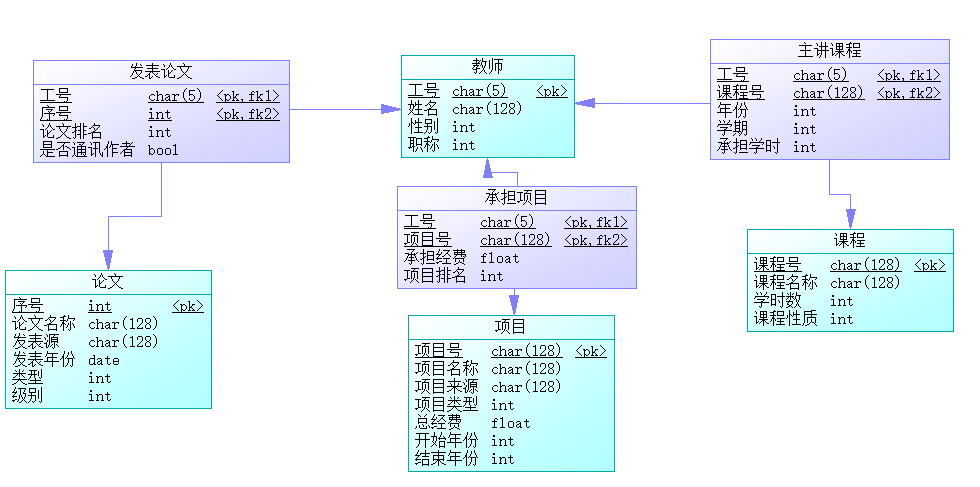 发表论文
工号 char(5) <pk,fk1>
序号 int <pk,fk2>
论文排名 int
是否通讯作者 bool
教师
工号 char(5) <pk>
姓名 char(128)
性别 int
职称 int
主讲课程
工号 char(5) <pk,fk1>
课程号 char(128) <pk,fk2>
年份 int
学期 int
承担学时 int
承担项目
工号 char(5) <pk,fk1>
项目号 char(128) <pk,fk2>
承担经费 float
项目排名 int
课程
课程号 char(128) <pk>
课程名称 char(128)
学时数 int
课程性质 int
论文
序号 int <pk>
论文名称 char(128)
发表源 char(128)
发表年份 date
类型 int
级别 int
项目
项目号 char(128) <pk>
项目名称 char(128)
项目来源 char(128)
项目类型 int
总经费 float
开始年份 int
结束年份 int